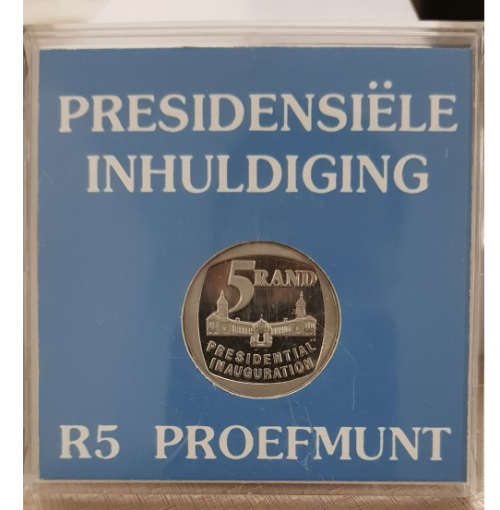 PRESIDENSIËLE
INHULDIGING
5 RAND
PRESIDENTIAL
INAUGURATION
R5 PROEFMUNT